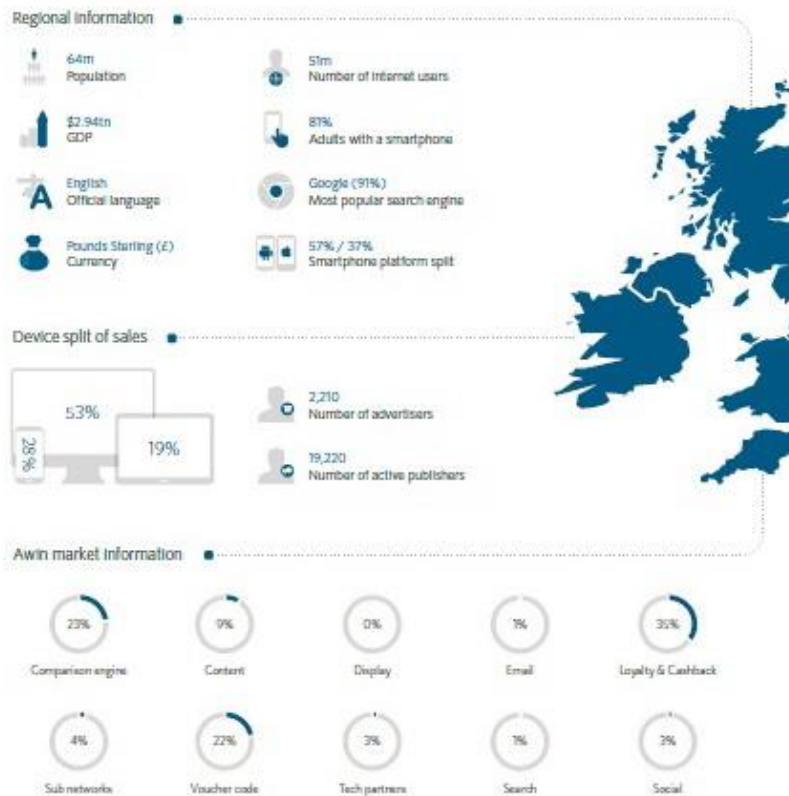 Regional information
64m
Population
51m
Number of internet users
$2.94tn
GDP
81%
Adults with a smartphone
English
Official language
Google (91%)
Most popular search engine
Pounds Sterling (£)
Currency
57% / 37%
Smartphone platform split
Device split of sales
53%
19%
28%
2,210
Number of advertisers
19,220
Number of active publishers
Awin market information
23%
Comparison engine
9%
Content
0%
Display
1%
Email
35%
Loyalty & Cashback
4%
Sub networks
22%
Voucher code
3%
Tech partners
1%
Search
3%
Social